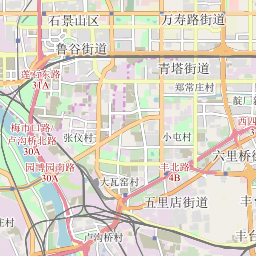 石景山区
万寿路街道
鲁谷街道
青塔街道
莲石东路
31A
郑常庄村
梅市口路
张仪村
小屯村
卢沟桥北路
30A
西四
六里桥街
园博园南路
30A
丰北路
4B
大瓦窑村
五里店街道
丰台
卢沟桥村